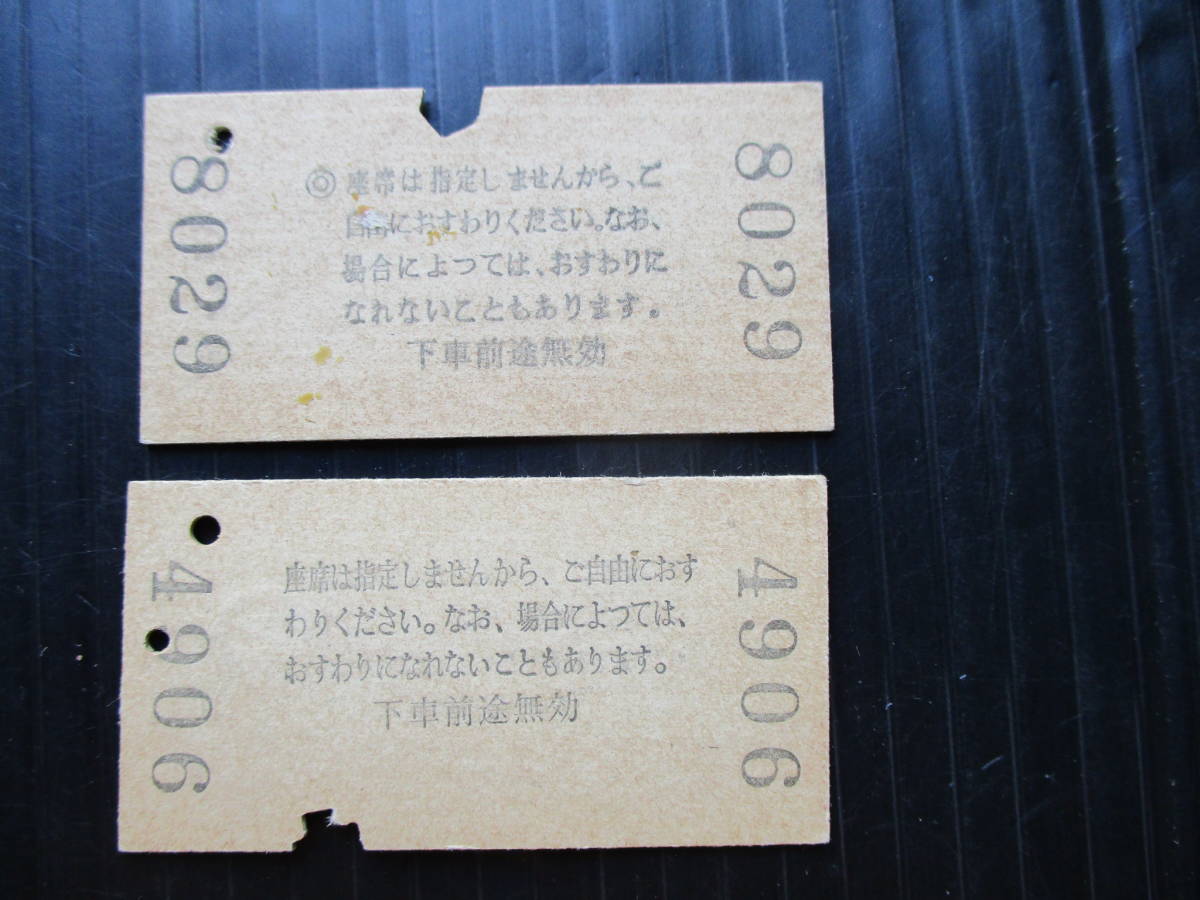 8029
◎座席は指定しませんから、ご
自由におすわりください。なお、
場合によつては、おすわりに
なれないこともあります。
下車前途無効
8029
4906
座席は指定しませんから、ご自由におす
わりください。なお、場合によつては、
おすわりになれないこともあります。
下車前途無効
4906